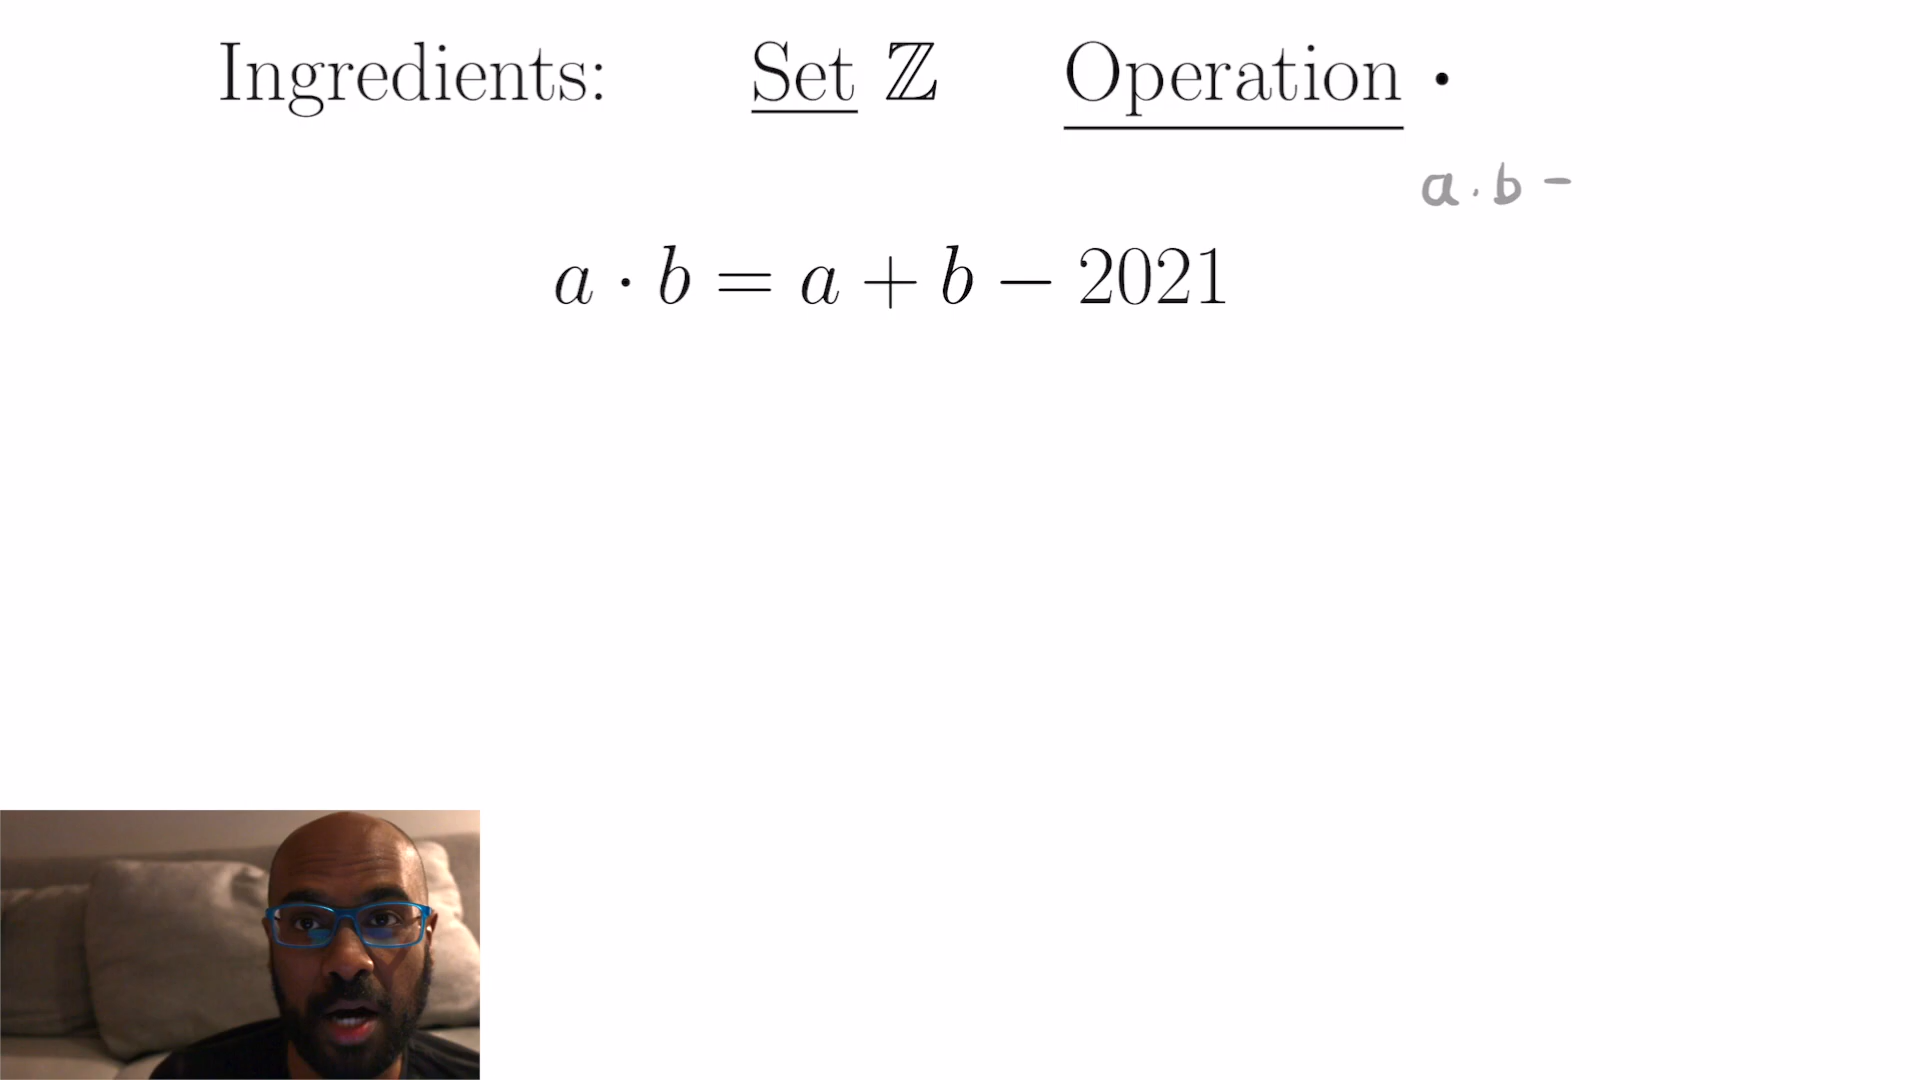 Ingredients: Set ℤ Operation ·
a · b -
a · b = a + b − 2021